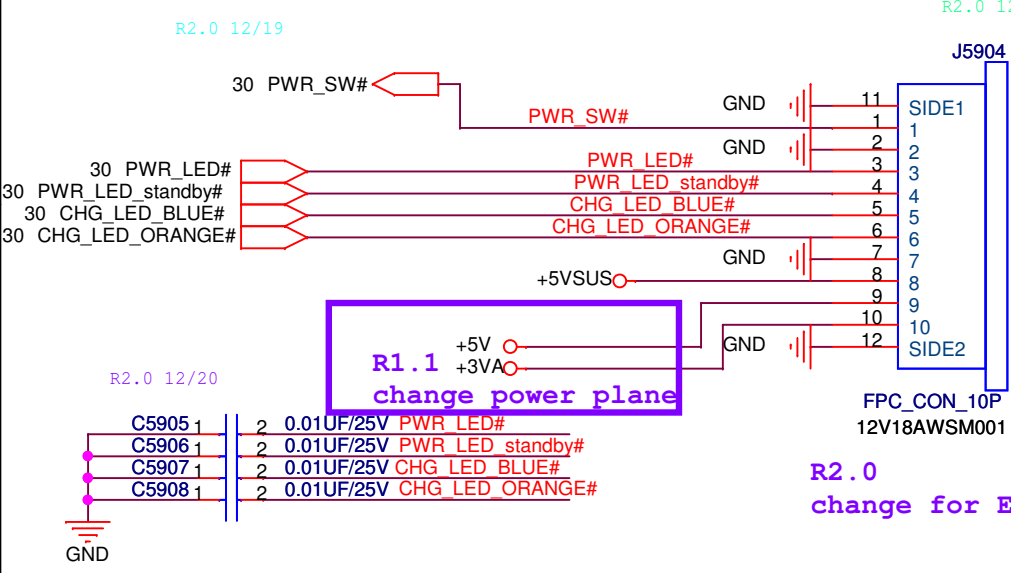 R2.0 12/19
R2.0 12
J5904
30 PWR_SW#
PWR_SW#
GND
11
SIDE1
1
1
GND
2
2
30 PWR_LED#
PWR_LED#
3
3
30 PWR_LED_standby#
PWR_LED_standby#
4
4
30 CHG_LED_BLUE#
CHG_LED_BLUE#
5
5
30 CHG_LED_ORANGE#
CHG_LED_ORANGE#
6
6
GND
7
7
+5VSUS
8
8
9
9
10
10
+5V
GND
12
SIDE2
+3VA
R1.1
change power plane
FPC_CON_10P
12V18AWSM001
R2.0 12/20
C5905 1 2 0.01UF/25V PWR_LED#
C5906 1 2 0.01UF/25V PWR_LED_standby#
C5907 1 2 0.01UF/25V CHG_LED_BLUE#
C5908 1 2 0.01UF/25V CHG_LED_ORANGE#
GND
R2.0
change for E